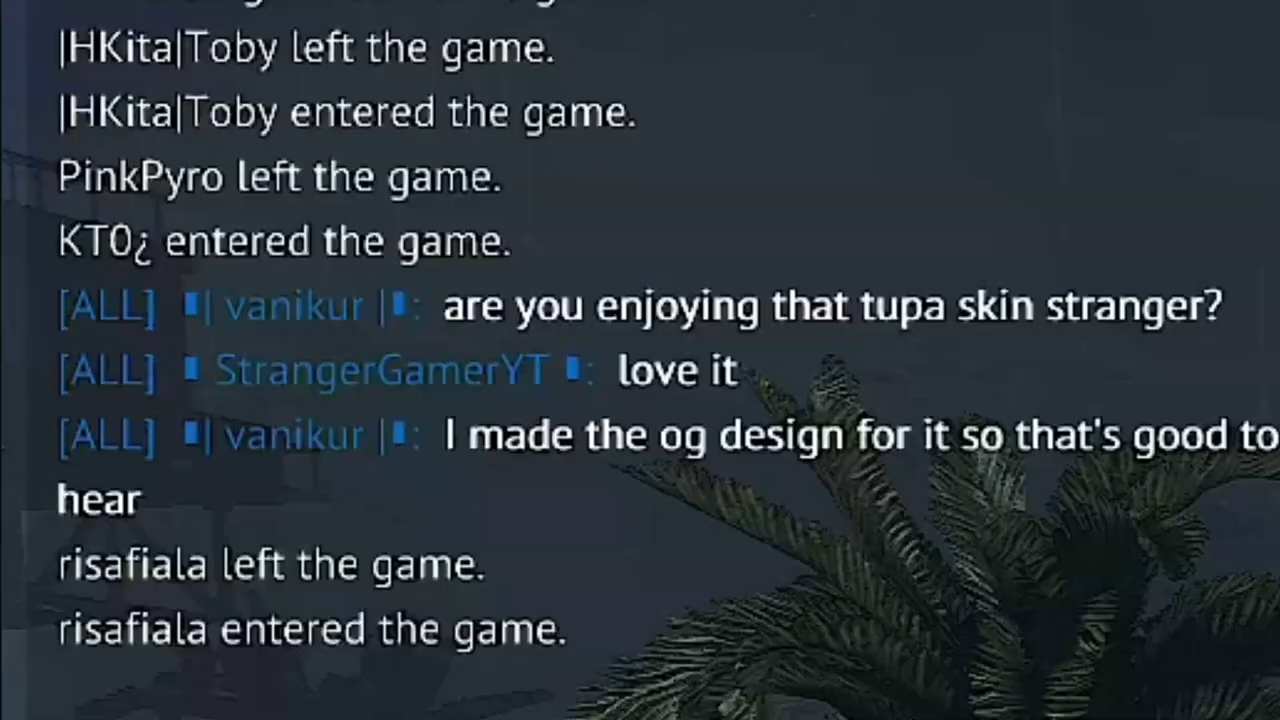 |HKita|Toby left the game.
|HKita|Toby entered the game.
PinkPyro left the game.
KTO¿ entered the game.
[ALL] ▮| vanikur |▮: are you enjoying that tupa skin stranger?
[ALL] ▮ StrangerGamerYT ▮: love it
[ALL] ▮| vanikur |▮: I made the og design for it so that's good to
hear
risafiala left the game.
risafiala entered the game.